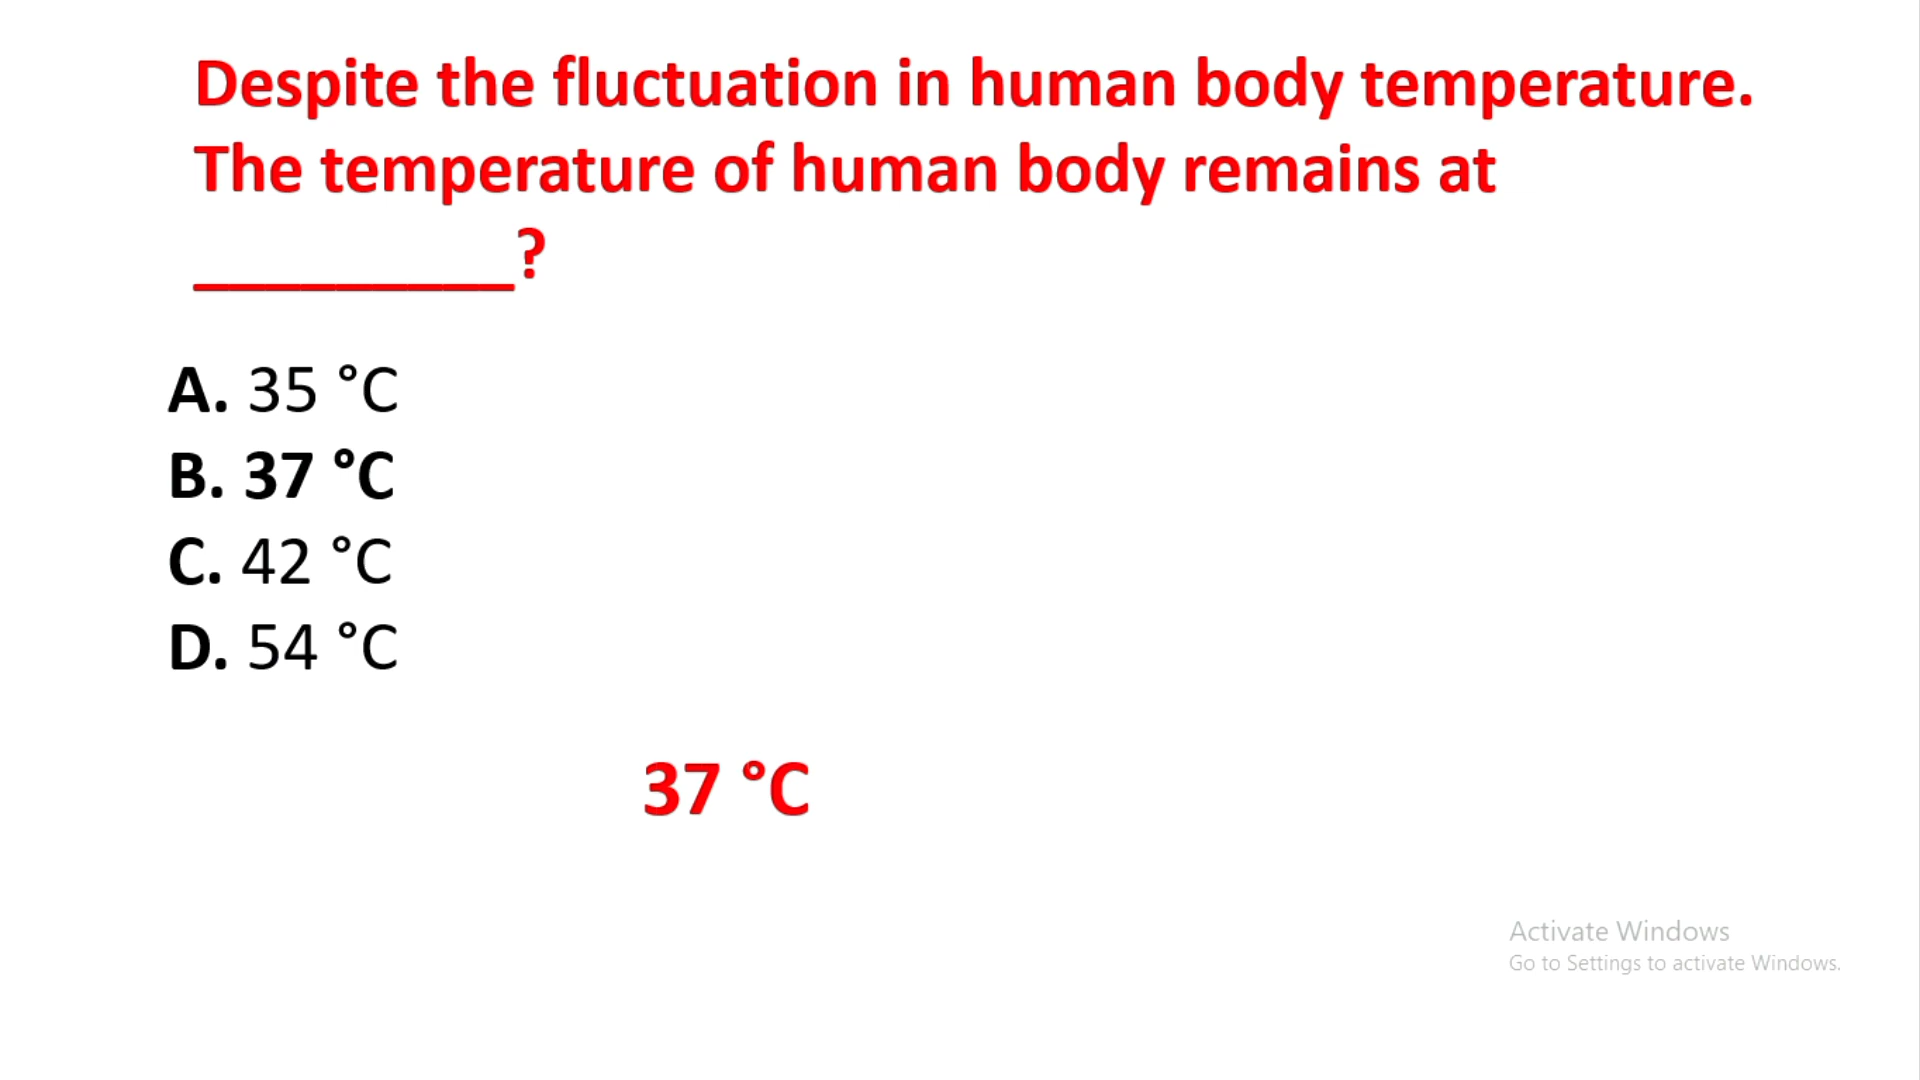 Despite the fluctuation in human body temperature.
The temperature of human body remains at
_________?
A. 35 °C
B. 37 °C
C. 42 °C
D. 54 °C
37 °C
Activate Windows
Go to Settings to activate Windows.